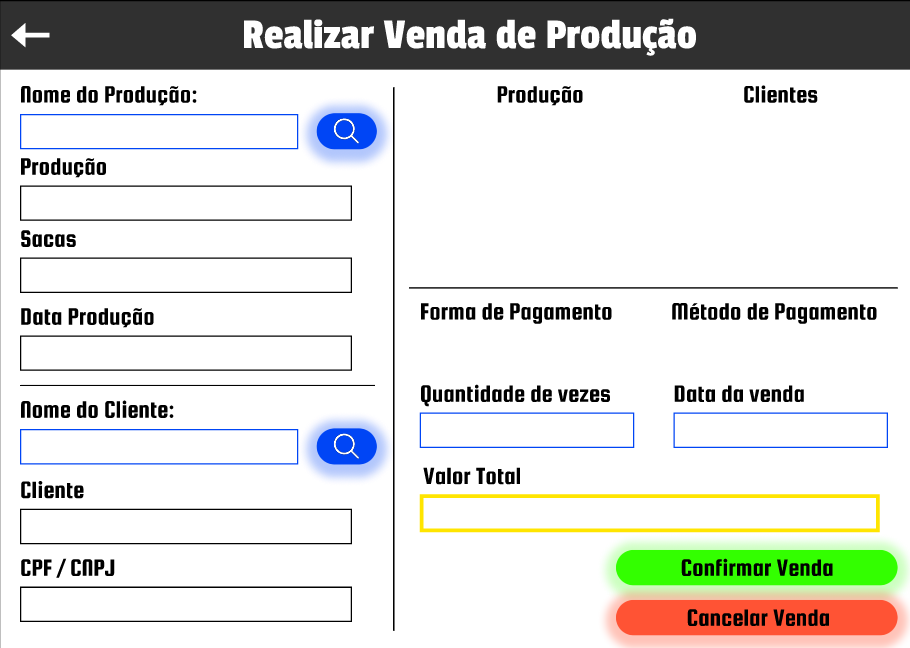 Realizar Venda de Produção
Nome do Produção:
Produção
Sacas
Data Produção
Nome do Cliente:
Cliente
CPF / CNPJ
Produção
Clientes
Forma de Pagamento
Método de Pagamento
Quantidade de vezes
Data da venda
Valor Total
Confirmar Venda
Cancelar Venda